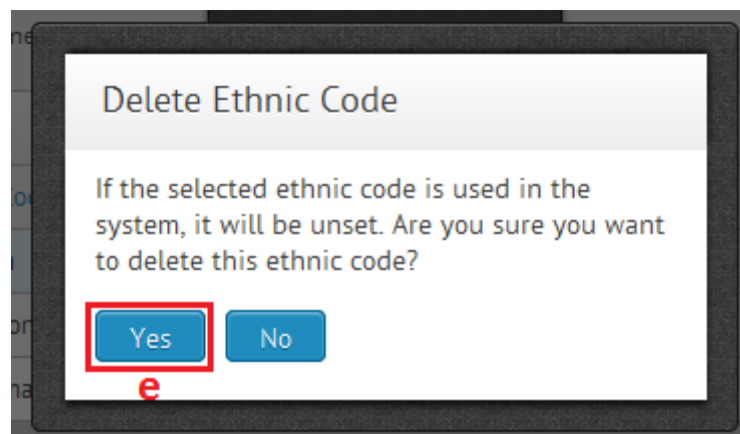 Delete Ethnic Code
If the selected ethnic code is used in the
system, it will be unset. Are you sure you want
to delete this ethnic code?
Yes No
e